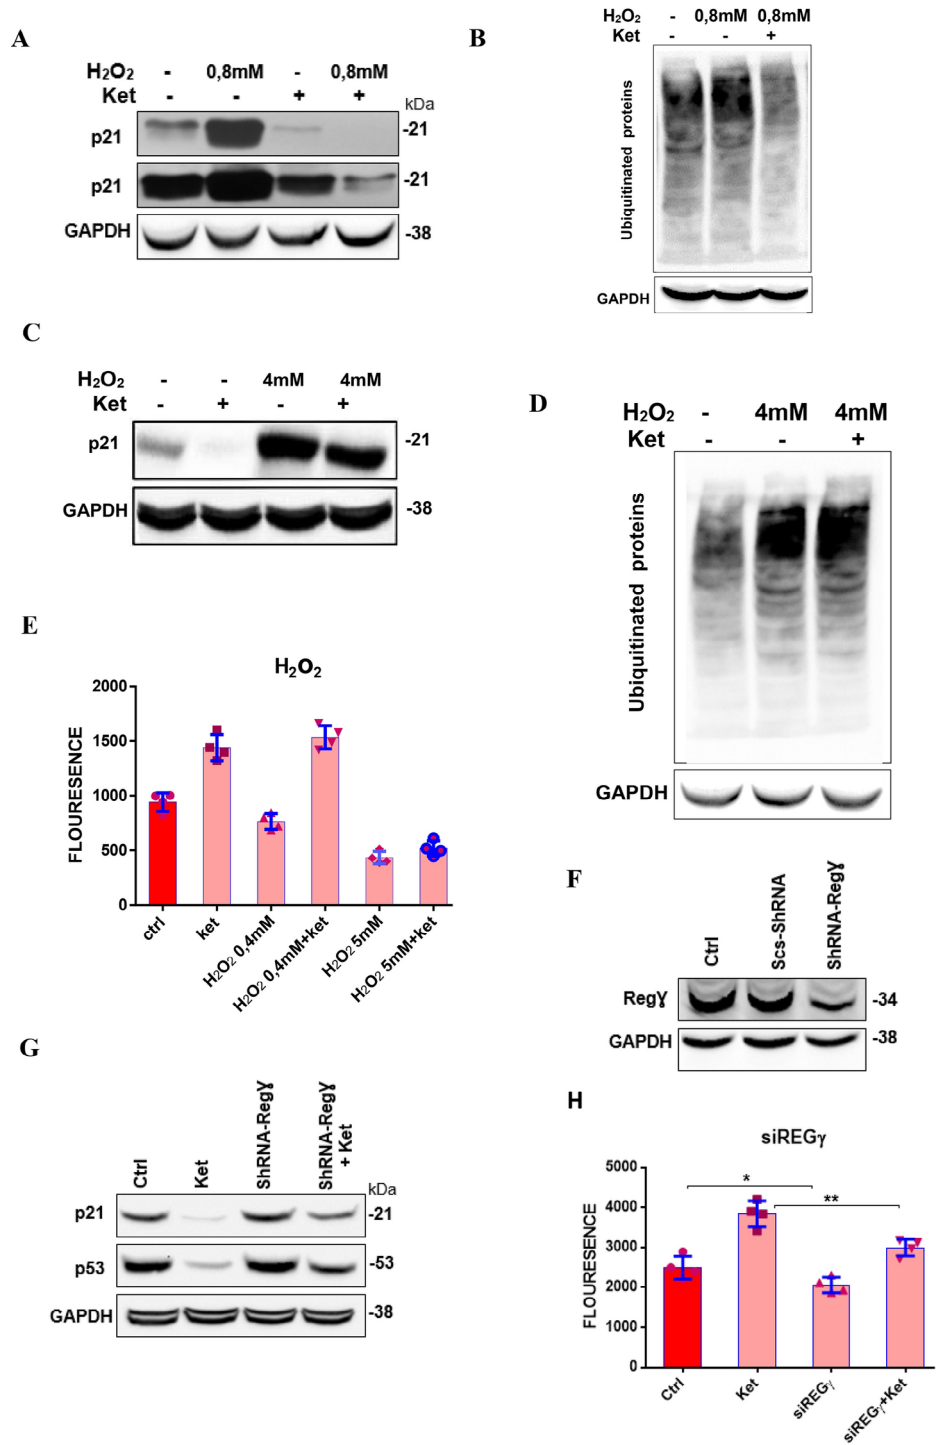 A
H₂O₂ - 0,8mM - 0,8mM
Ket - - + +
kDa
p21 -21
p21 -21
GAPDH -38
B
H₂O₂ - 0,8mM 0,8mM
Ket - - +
Ubiquitinated proteins
GAPDH
C
H₂O₂ - - 4mM 4mM
Ket - + - +
p21 -21
GAPDH -38
D
H₂O₂ - 4mM 4mM
Ket - - +
Ubiquitinated proteins
GAPDH
E
H₂O₂
FLOURESENCE
2000
1500
1000
500
0
ctrl
ket
H₂O₂ 0,4mM
H₂O₂ 0,4mM+ket
H₂O₂ 5mM
H₂O₂ 5mM+ket
F
Ctrl
Scs-ShRNA
ShRNA-RegƔ
RegƔ -34
GAPDH -38
G
Ctrl
Ket
ShRNA-RegƔ
ShRNA-RegƔ
+ Ket
kDa
p21 -21
p53 -53
GAPDH -38
H
siREGγ
FLOURESENCE
5000
4000
3000
2000
1000
0
*
**
Ctrl
Ket
siREGγ
siREGγ+Ket